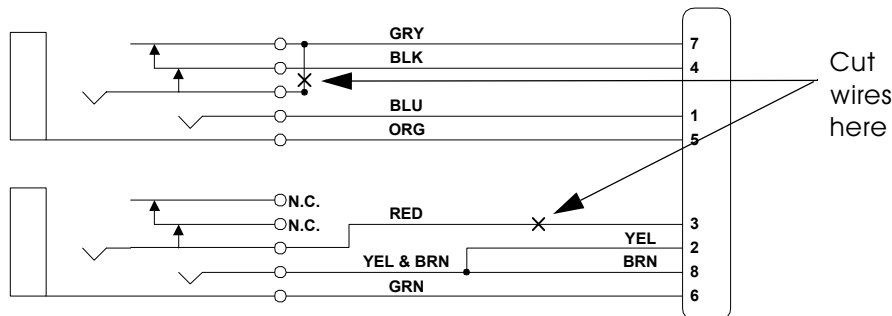 GRY
7
BLK
4
BLU
1
ORG
5
Cut
wires
here
N.C.
N.C.
RED
3
YEL
2
YEL & BRN
BRN
8
GRN
6